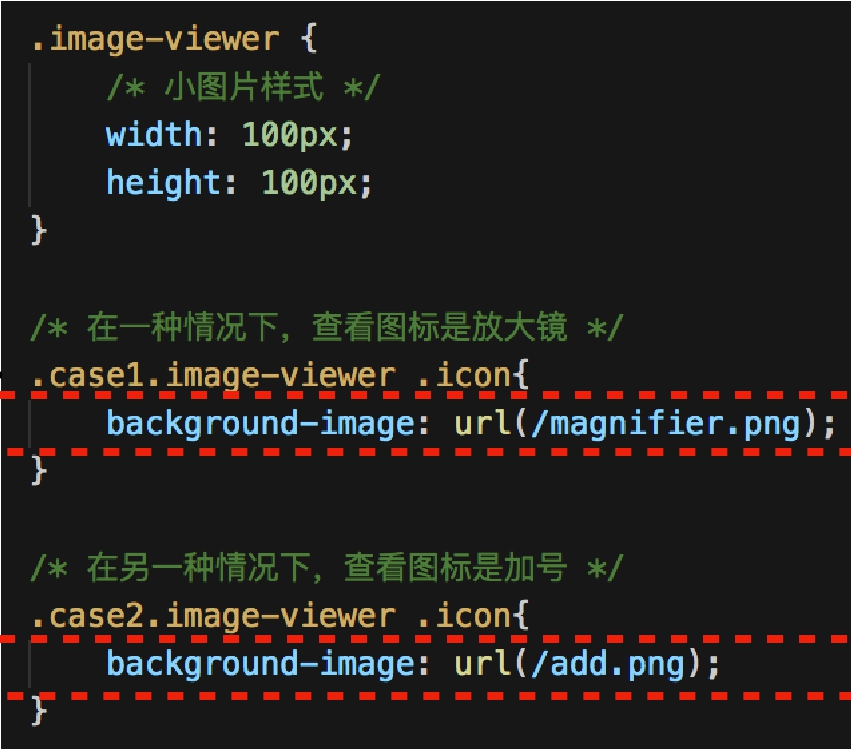 .image-viewer {
/* 小图片样式 */
width: 100px;
height: 100px;
}
/* 在一种情况下，查看图标是放大镜 */
.case1.image-viewer .icon{
background-image: url(/magnifier.png);
}
/* 在另一种情况下，查看图标是加号 */
.case2.image-viewer .icon{
background-image: url(/add.png);
}